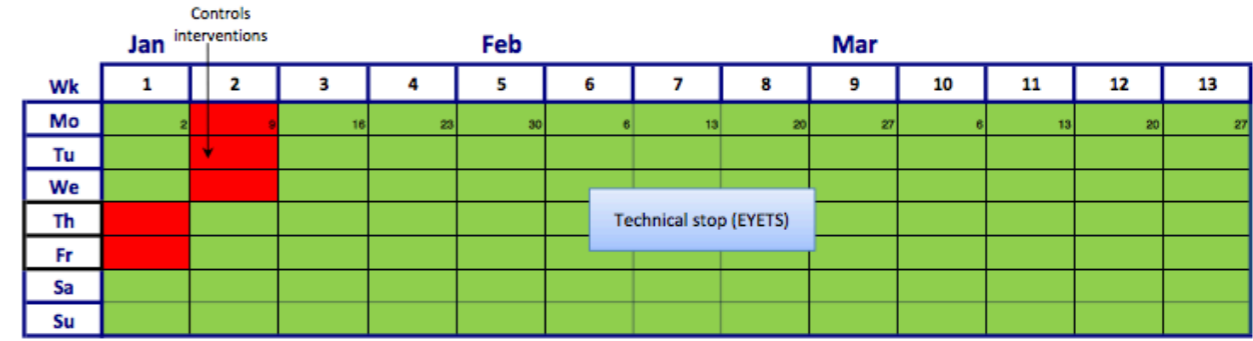 Controls
interventions
Jan Feb Mar
Wk 1 2 3 4 5 6 7 8 9 10 11 12 13
Mo 2 9 16 23 30 6 13 20 27 6 13 20 27
Tu
We
Th
Technical stop (EYETS)
Fr
Sa
Su